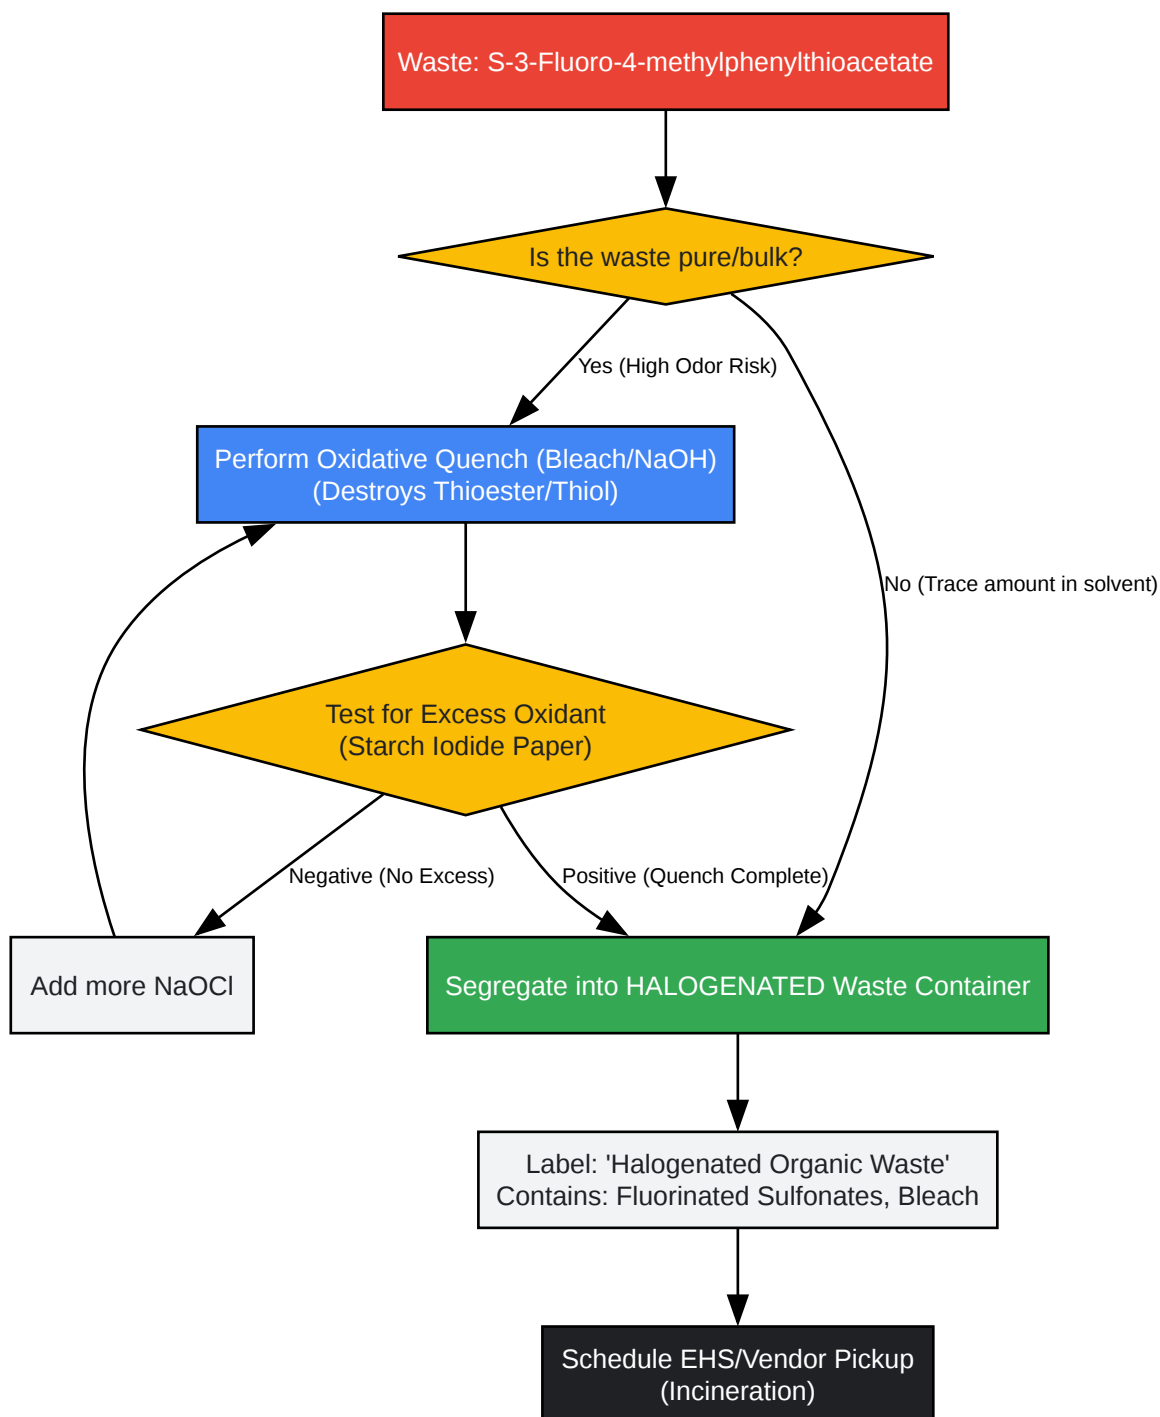 Waste: S-3-Fluoro-4-methylphenylthioacetate
Is the waste pure/bulk?
Yes (High Odor Risk)
Perform Oxidative Quench (Bleach/NaOH)
(Destroys Thioester/Thiol)
No (Trace amount in solvent)
Test for Excess Oxidant
(Starch Iodide Paper)
Negative (No Excess)
Positive (Quench Complete)
Add more NaOCl
Segregate into HALOGENATED Waste Container
Label: 'Halogenated Organic Waste'
Contains: Fluorinated Sulfonates, Bleach
Schedule EHS/Vendor Pickup
(Incineration)